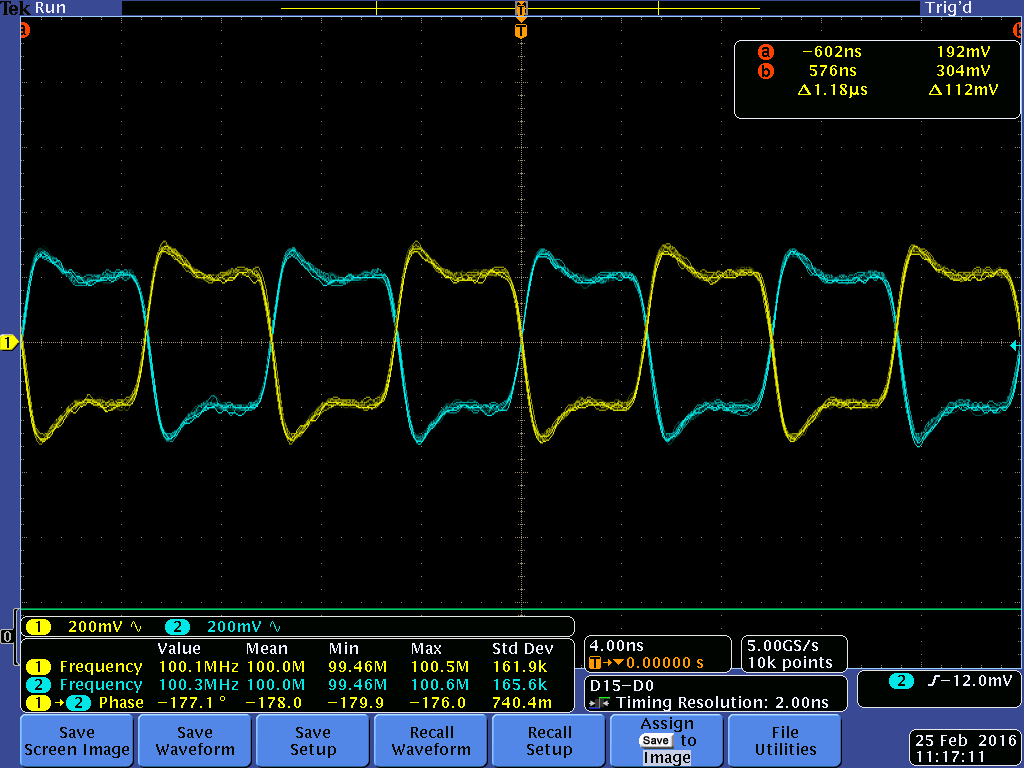 Tek Run Trig'd
T
a T b
a −602ns 192mV
b 576ns 304mV
Δ1.18µs Δ112mV
1
0
1 200mV ∿ 2 200mV ∿
Value Mean Min Max Std Dev
1 Frequency 100.1MHz 100.0M 99.46M 100.5M 161.9k
2 Frequency 100.3MHz 100.0M 99.46M 100.6M 165.6k
1→2 Phase −177.1 ° −178.0 −179.9 −176.0 740.4m
4.00ns
T→▼0.00000 s
5.00GS/s
10k points
D15−D0
Timing Resolution: 2.00ns
2 ∫−12.0mV
Save
Screen Image
Save
Waveform
Save
Setup
Recall
Waveform
Recall
Setup
Assign
Save to
Image
File
Utilities
25 Feb 2016
11:17:11